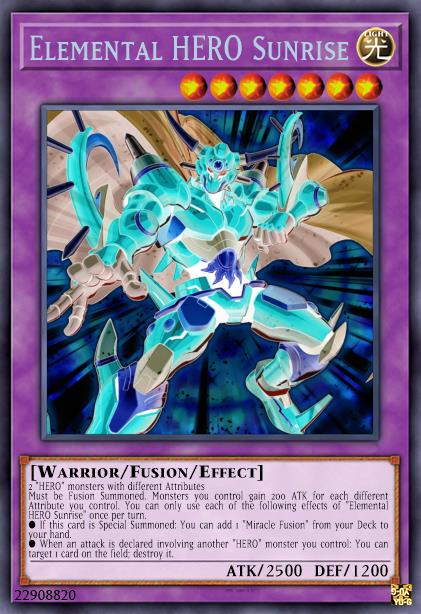 Elemental HERO Sunrise
LIGHT
光
[Warrior/Fusion/Effect]
2 "HERO" monsters with different Attributes
Must be Fusion Summoned. Monsters you control gain 200 ATK for each different
Attribute you control. You can only use each of the following effects of "Elemental
HERO Sunrise" once per turn.
● If this card is Special Summoned: You can add 1 "Miracle Fusion" from your Deck to
your hand.
● When an attack is declared involving another "HERO" monster you control: You can
target 1 card on the field; destroy it.
ATK/2500 DEF/1200
22908820